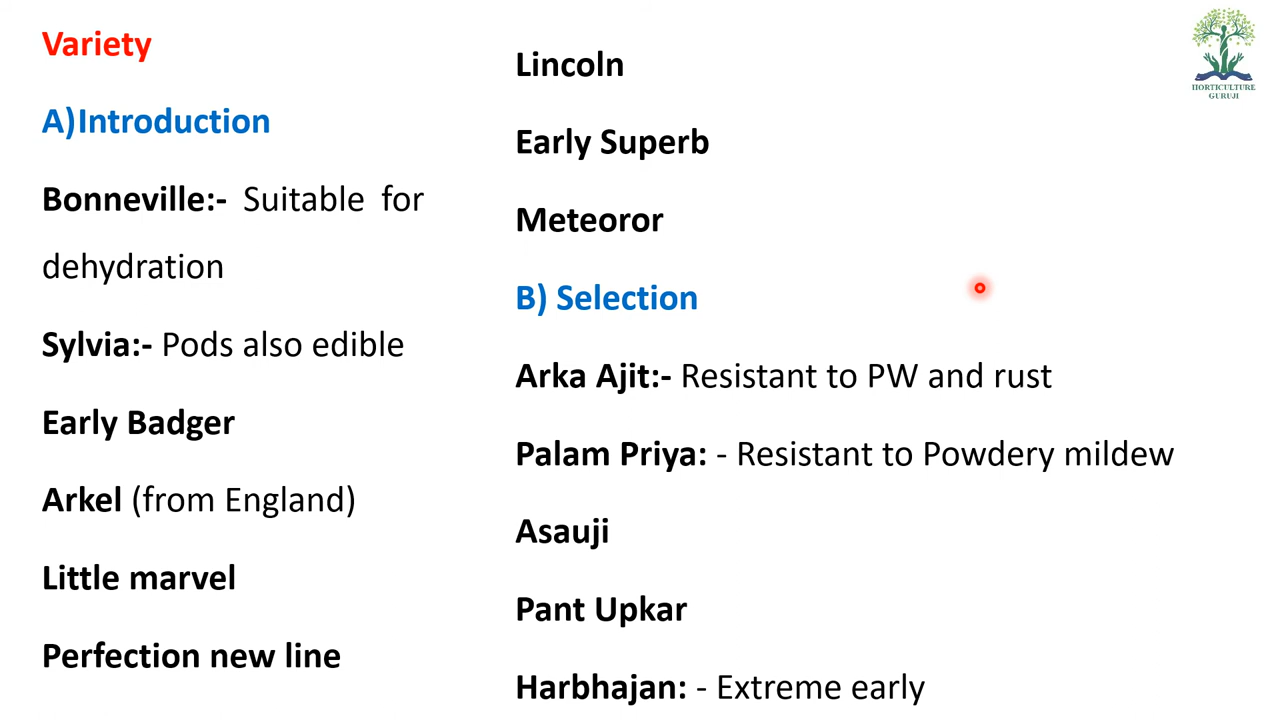 Variety
A)Introduction
Bonneville:- Suitable for
dehydration
Sylvia:- Pods also edible
Early Badger
Arkel (from England)
Little marvel
Perfection new line
Lincoln
Early Superb
Meteoror
B) Selection
Arka Ajit:- Resistant to PW and rust
Palam Priya: - Resistant to Powdery mildew
Asauji
Pant Upkar
Harbhajan: - Extreme early
HORTICULTURE
GURUJI